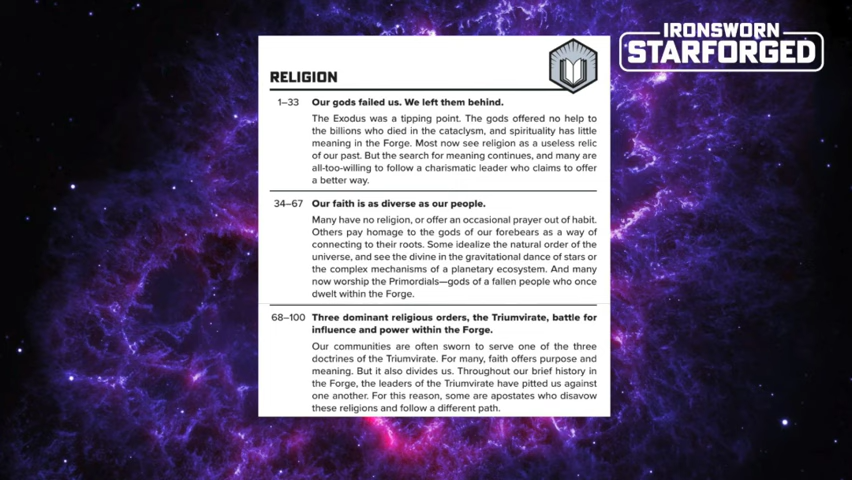 IRONSWORN
STARFORGED
RELIGION
1–33 Our gods failed us. We left them behind.
The Exodus was a tipping point. The gods offered no help to
the billions who died in the cataclysm, and spirituality has little
meaning in the Forge. Most now see religion as a useless relic
of our past. But the search for meaning continues, and many are
all-too-willing to follow a charismatic leader who claims to offer
a better way.
34–67 Our faith is as diverse as our people.
Many have no religion, or offer an occasional prayer out of habit.
Others pay homage to the gods of our forebears as a way of
connecting to their roots. Some idealize the natural order of the
universe, and see the divine in the gravitational dance of stars or
the complex mechanisms of a planetary ecosystem. And many
now worship the Primordials—gods of a fallen people who once
dwelt within the Forge.
68–100 Three dominant religious orders, the Triumvirate, battle for
influence and power within the Forge.
Our communities are often sworn to serve one of the three
doctrines of the Triumvirate. For many, faith offers purpose and
meaning. But it also divides us. Throughout our brief history in
the Forge, the leaders of the Triumvirate have pitted us against
one another. For this reason, some are apostates who disavow
these religions and follow a different path.